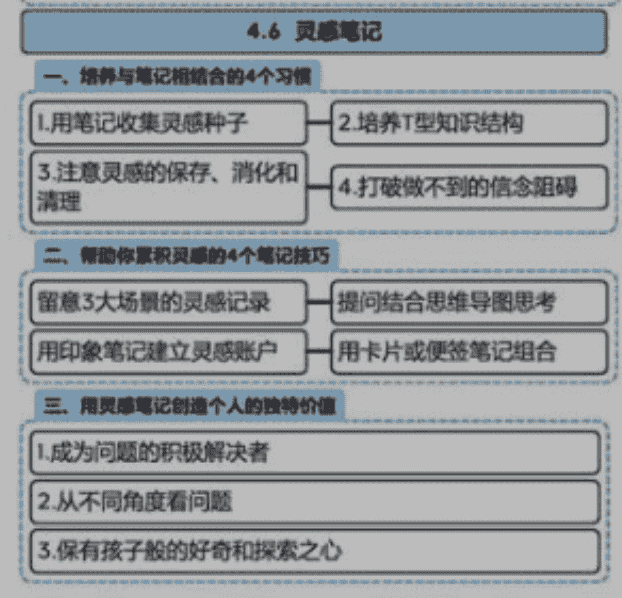 4.6 灵感笔记
一、培养与笔记相结合的4个习惯
1.用笔记收集灵感种子
2.培养T型知识结构
3.注意灵感的保存、消化和
清理
4.打破做不到的信念阻碍
二、帮助你累积灵感的4个笔记技巧
留意3大场景的灵感记录
提问结合思维导图思考
用印象笔记建立灵感账户
用卡片或便签笔记组合
三、用灵感笔记创造个人的独特价值
1.成为问题的积极解决者
2.从不同角度看问题
3.保有孩子般的好奇和探索之心